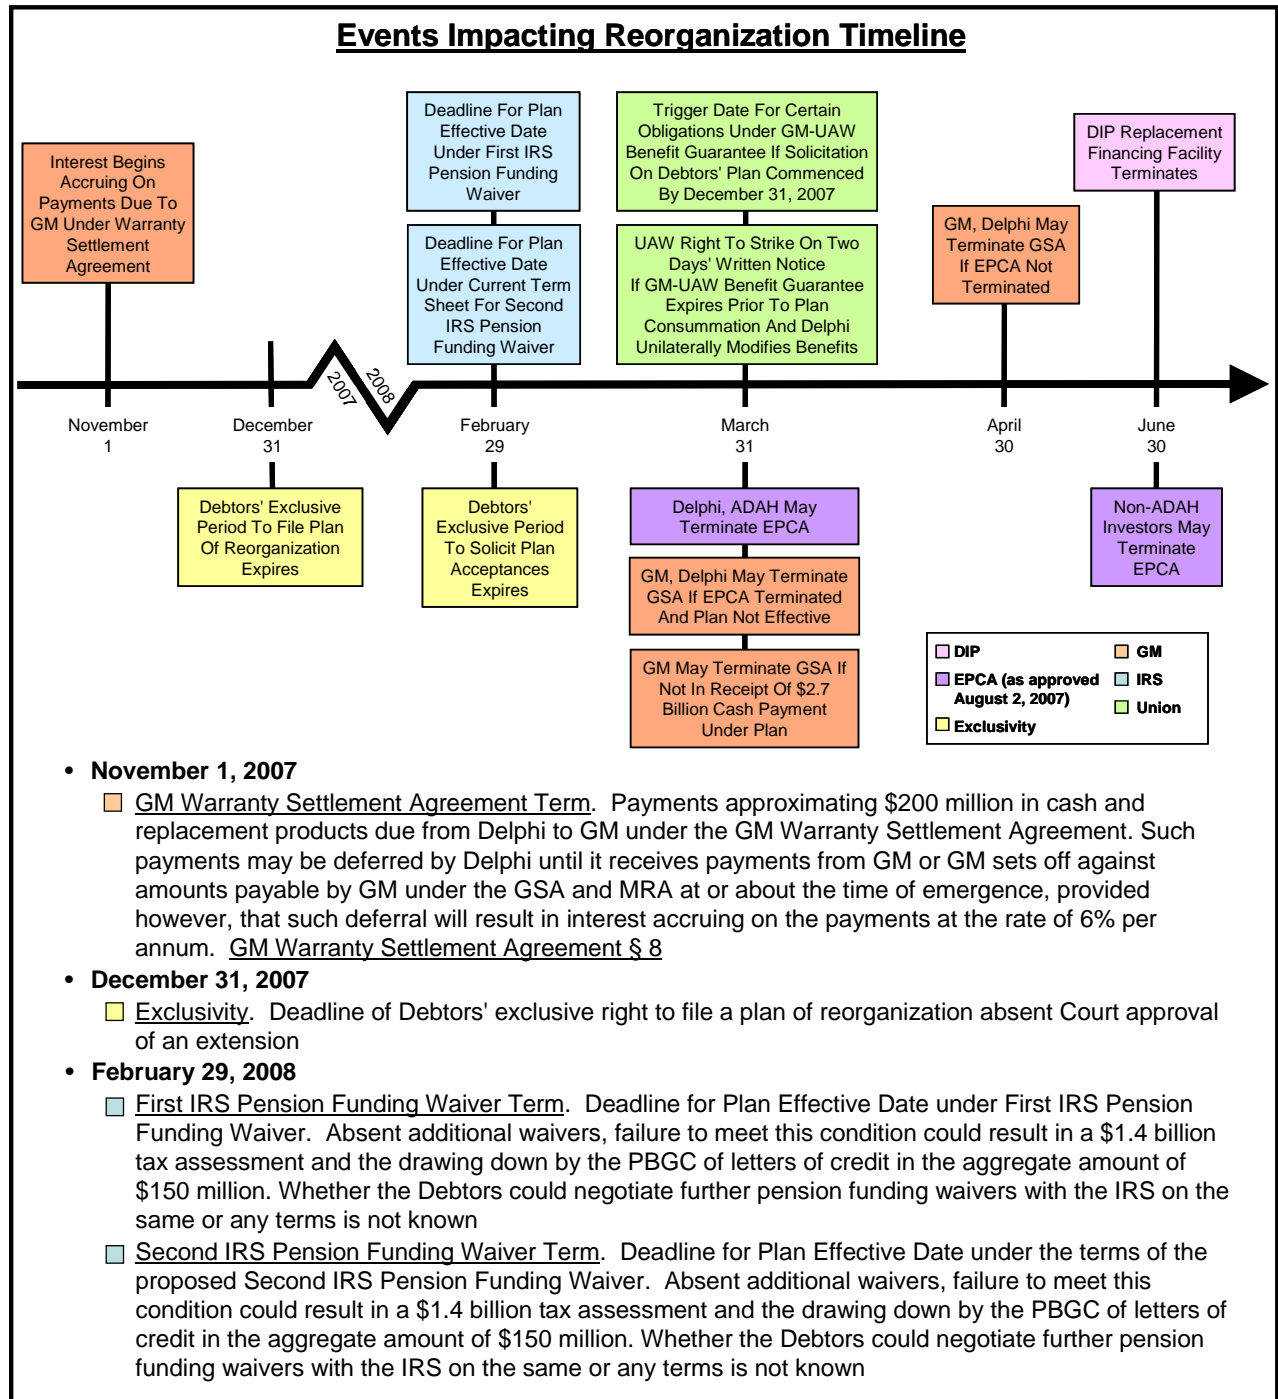 Events Impacting Reorganization Timeline
Interest Begins
Accruing On
Payments Due To
GM Under Warranty
Settlement
Agreement
Deadline For Plan
Effective Date
Under First IRS
Pension Funding
Waiver
Deadline For Plan
Effective Date
Under Current Term
Sheet For Second
IRS Pension
Funding Waiver
Trigger Date For Certain
Obligations Under GM-UAW
Benefit Guarantee If Solicitation
On Debtors' Plan Commenced
By December 31, 2007
UAW Right To Strike On Two
Days' Written Notice
If GM-UAW Benefit Guarantee
Expires Prior To Plan
Consummation And Delphi
Unilaterally Modifies Benefits
GM, Delphi May
Terminate GSA
If EPCA Not
Terminated
DIP Replacement
Financing Facility
Terminates
2007
2008
November
1
December
31
February
29
March
31
April
30
June
30
Debtors' Exclusive
Period To File Plan
Of Reorganization
Expires
Debtors'
Exclusive Period
To Solicit Plan
Acceptances
Expires
Delphi, ADAH May
Terminate EPCA
GM, Delphi May Terminate
GSA If EPCA Terminated
And Plan Not Effective
GM May Terminate GSA If
Not In Receipt Of $2.7
Billion Cash Payment
Under Plan
Non-ADAH
Investors May
Terminate
EPCA
DIP
EPCA (as approved
August 2, 2007)
Exclusivity
GM
IRS
Union
• November 1, 2007
GM Warranty Settlement Agreement Term. Payments approximating $200 million in cash and
replacement products due from Delphi to GM under the GM Warranty Settlement Agreement. Such
payments may be deferred by Delphi until it receives payments from GM or GM sets off against
amounts payable by GM under the GSA and MRA at or about the time of emergence, provided
however, that such deferral will result in interest accruing on the payments at the rate of 6% per
annum. GM Warranty Settlement Agreement § 8
• December 31, 2007
Exclusivity. Deadline of Debtors' exclusive right to file a plan of reorganization absent Court approval
of an extension
• February 29, 2008
First IRS Pension Funding Waiver Term. Deadline for Plan Effective Date under First IRS Pension
Funding Waiver. Absent additional waivers, failure to meet this condition could result in a $1.4 billion
tax assessment and the drawing down by the PBGC of letters of credit in the aggregate amount of
$150 million. Whether the Debtors could negotiate further pension funding waivers with the IRS on the
same or any terms is not known
Second IRS Pension Funding Waiver Term. Deadline for Plan Effective Date under the terms of the
proposed Second IRS Pension Funding Waiver. Absent additional waivers, failure to meet this
condition could result in a $1.4 billion tax assessment and the drawing down by the PBGC of letters of
credit in the aggregate amount of $150 million. Whether the Debtors could negotiate further pension
funding waivers with the IRS on the same or any terms is not known